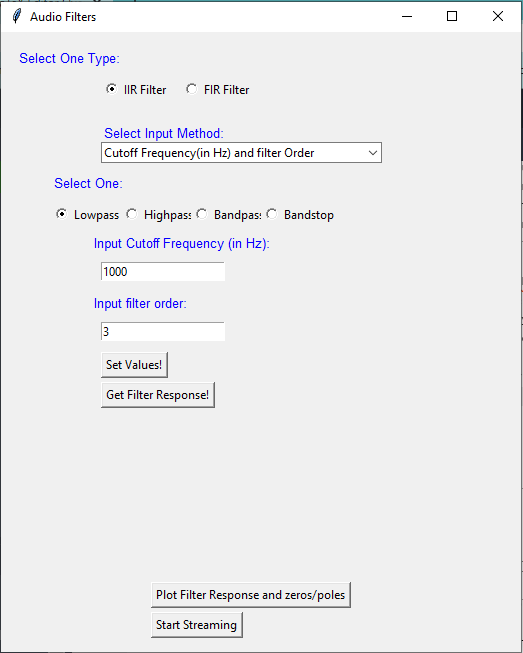 Audio Filters
Select One Type:
IIR Filter FIR Filter
Select Input Method:
Cutoff Frequency(in Hz) and filter Order
Select One:
Lowpass Highpass Bandpas Bandstop
Input Cutoff Frequency (in Hz):
1000
Input filter order:
3
Set Values!
Get Filter Response!
Plot Filter Response and zeros/poles
Start Streaming